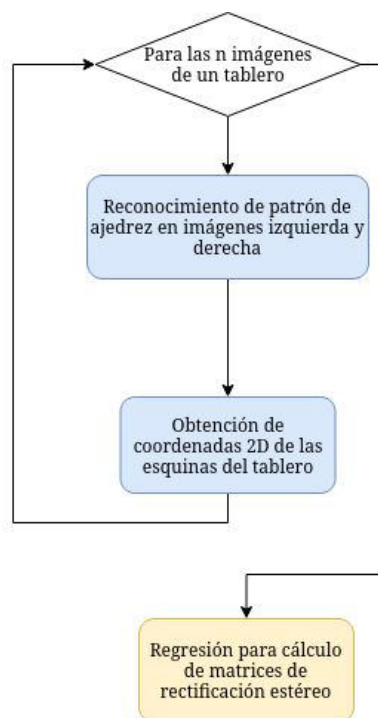 Para las n imágenes
de un tablero
Reconocimiento de patrón de
ajedrez en imágenes izquierda y
derecha
Obtención de
coordenadas 2D de las
esquinas del tablero
Regresión para cálculo
de matrices de
rectificación estéreo